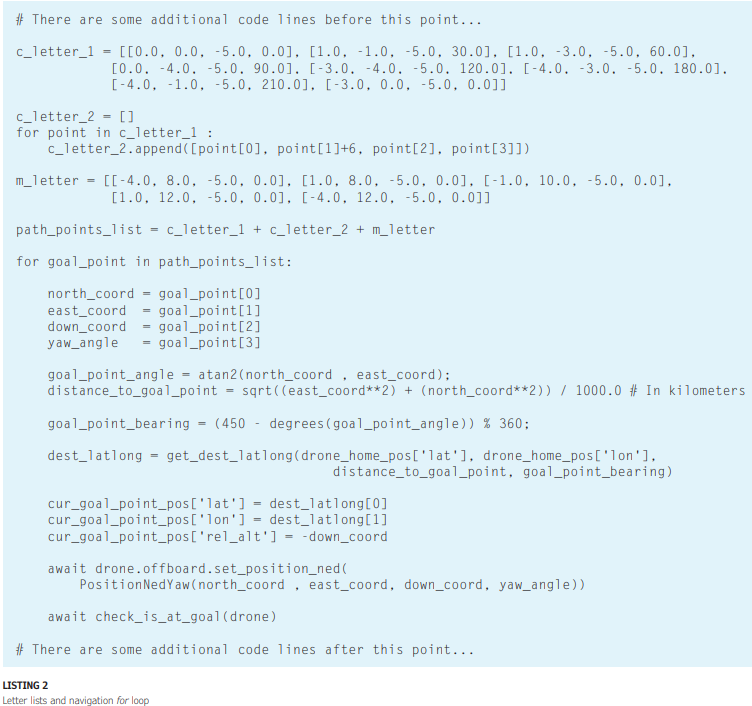 # There are some additional code lines before this point...
c_letter_1 = [[0.0, 0.0, -5.0, 0.0], [1.0, -1.0, -5.0, 30.0], [1.0, -3.0, -5.0, 60.0],
[0.0, -4.0, -5.0, 90.0], [-3.0, -4.0, -5.0, 120.0], [-4.0, -3.0, -5.0, 180.0],
[-4.0, -1.0, -5.0, 210.0], [-3.0, 0.0, -5.0, 0.0]]
c_letter_2 = []
for point in c_letter_1 :
c_letter_2.append([point[0], point[1]+6, point[2], point[3]])
m_letter = [[-4.0, 8.0, -5.0, 0.0], [1.0, 8.0, -5.0, 0.0], [-1.0, 10.0, -5.0, 0.0],
[1.0, 12.0, -5.0, 0.0], [-4.0, 12.0, -5.0, 0.0]]
path_points_list = c_letter_1 + c_letter_2 + m_letter
for goal_point in path_points_list:
north_coord = goal_point[0]
east_coord = goal_point[1]
down_coord = goal_point[2]
yaw_angle = goal_point[3]
goal_point_angle = atan2(north_coord , east_coord);
distance_to_goal_point = sqrt((east_coord**2) + (north_coord**2)) / 1000.0 # In kilometers
goal_point_bearing = (450 - degrees(goal_point_angle)) % 360;
dest_latlong = get_dest_latlong(drone_home_pos['lat'], drone_home_pos['lon'],
distance_to_goal_point, goal_point_bearing)
cur_goal_point_pos['lat'] = dest_latlong[0]
cur_goal_point_pos['lon'] = dest_latlong[1]
cur_goal_point_pos['rel_alt'] = -down_coord
await drone.offboard.set_position_ned(
PositionNedYaw(north_coord , east_coord, down_coord, yaw_angle))
await check_is_at_goal(drone)
# There are some additional code lines after this point...
LISTING 2
Letter lists and navigation for loop